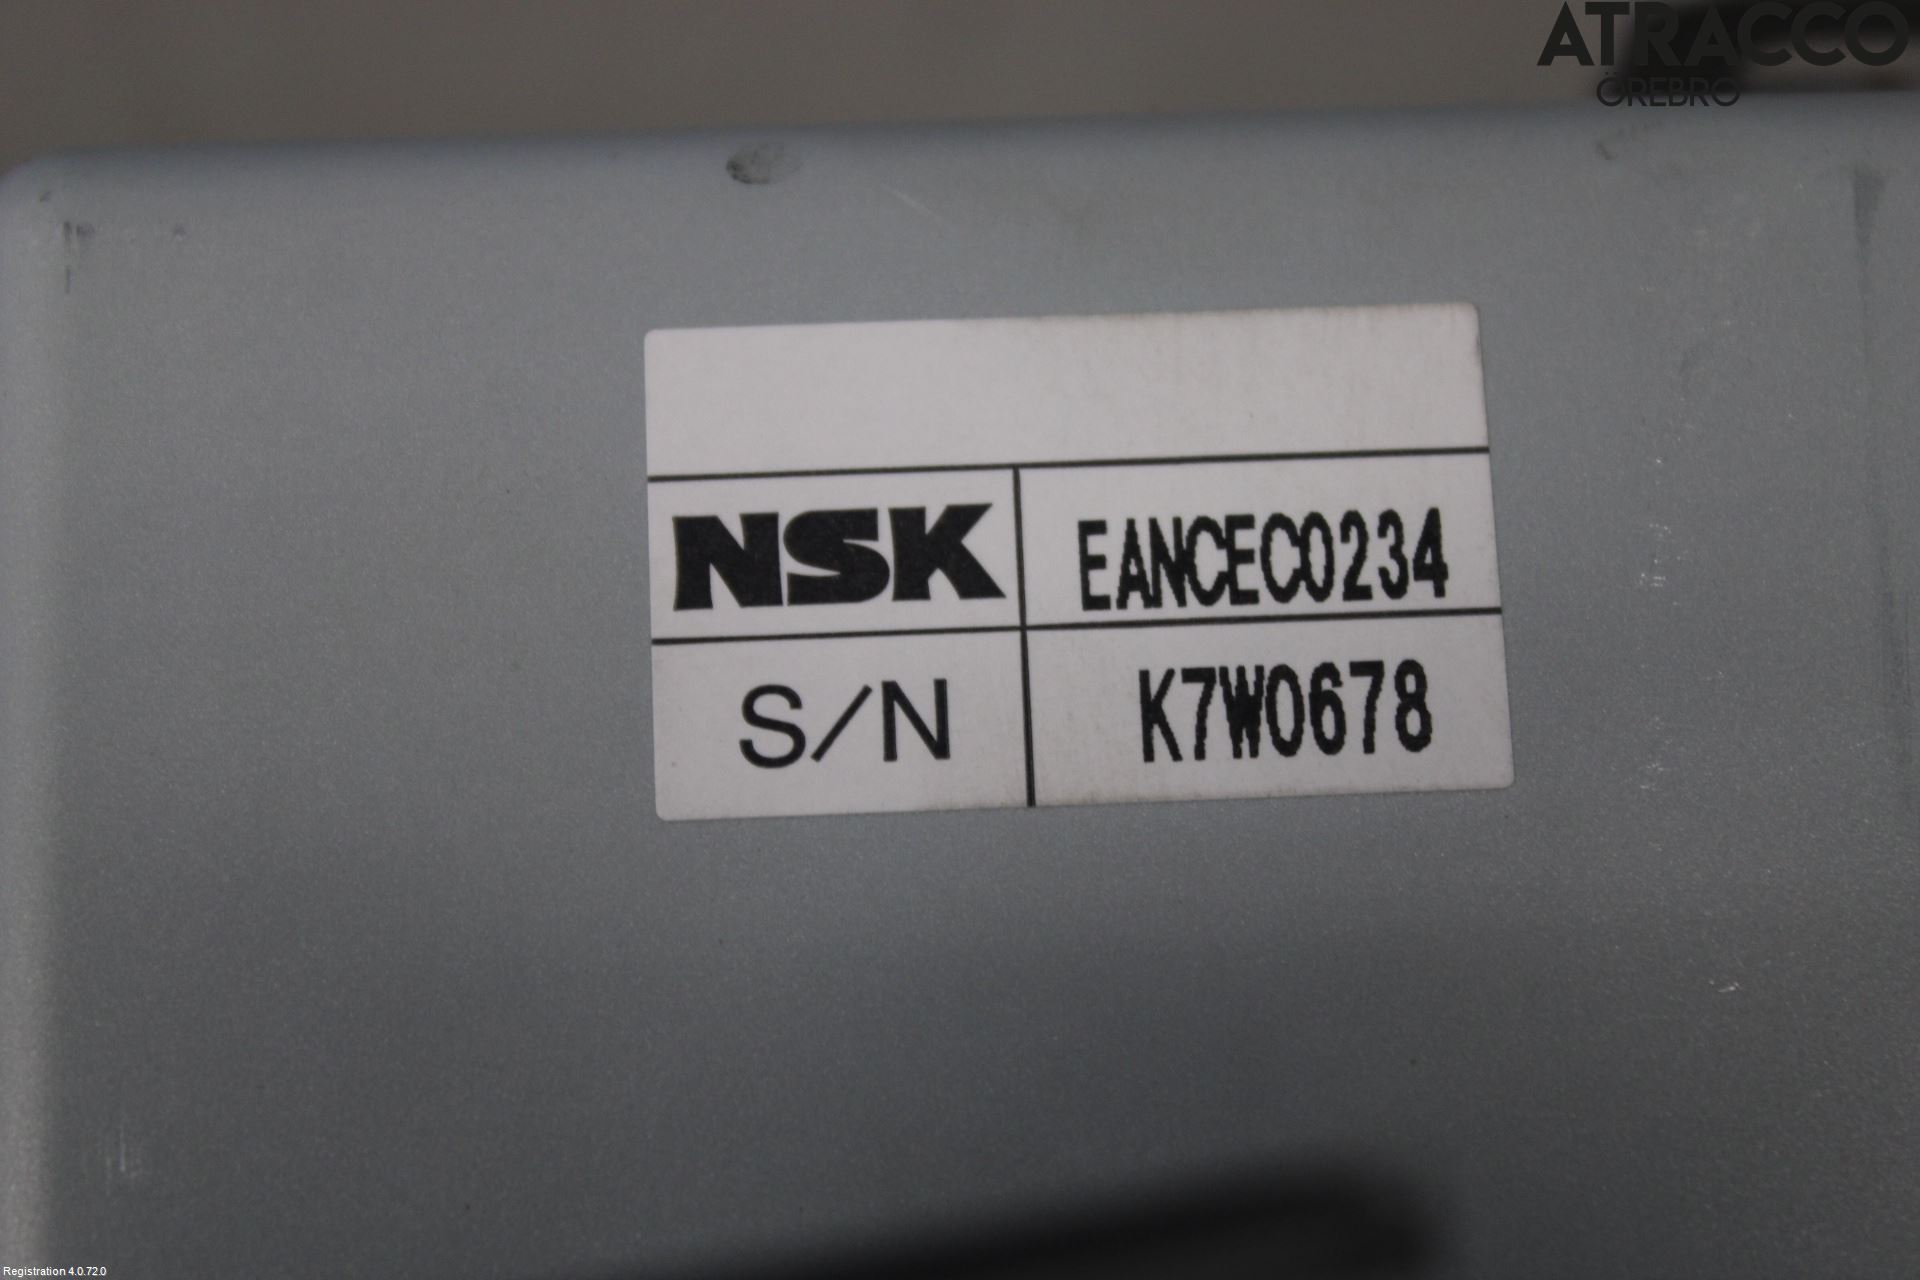 ATRACCO
ÖREBRO
NSK EANCEC0234
S/N K7W0678
Registration 4.0.72.0